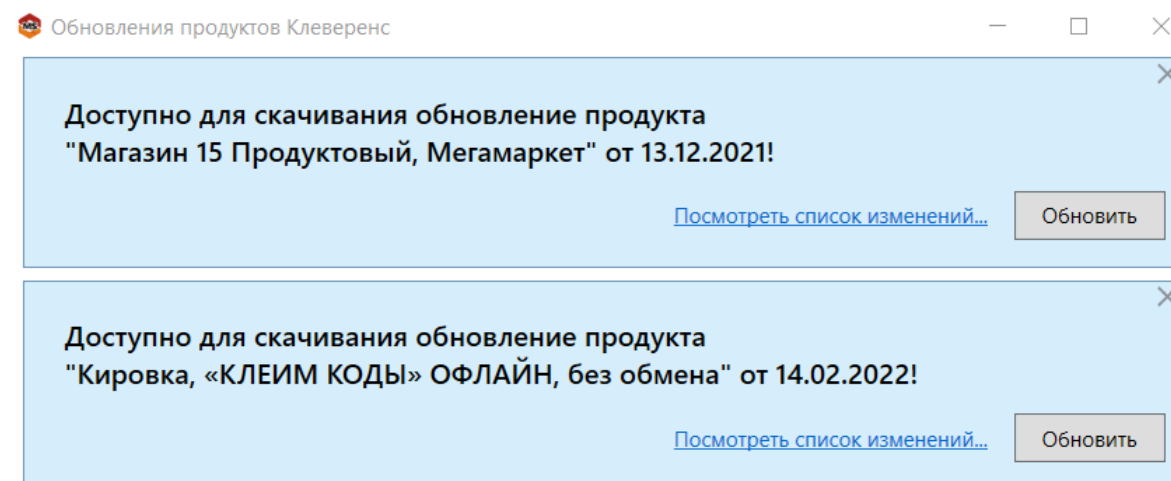 MS Обновления продуктов Клеверенс
Доступно для скачивания обновление продукта
"Магазин 15 Продуктовый, Мегамаркет" от 13.12.2021!
Посмотреть список изменений... Обновить
Доступно для скачивания обновление продукта
"Кировка, «КЛЕИМ КОДЫ» ОФЛАЙН, без обмена" от 14.02.2022!
Посмотреть список изменений... Обновить